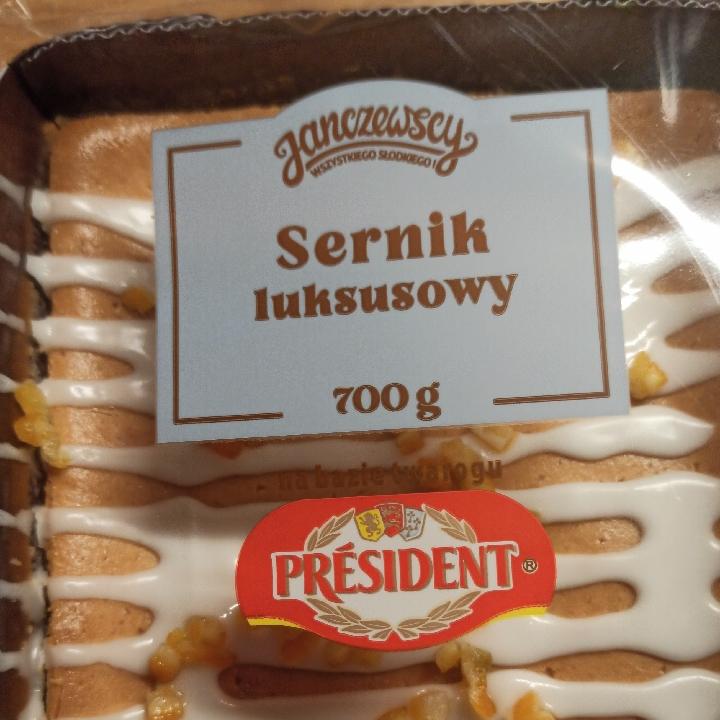 Janczewscy
WSZYSTKIEGO SŁODKIEGO!
Sernik
luksusowy
700 g
na bazie twarogu
PRÉSIDENT®